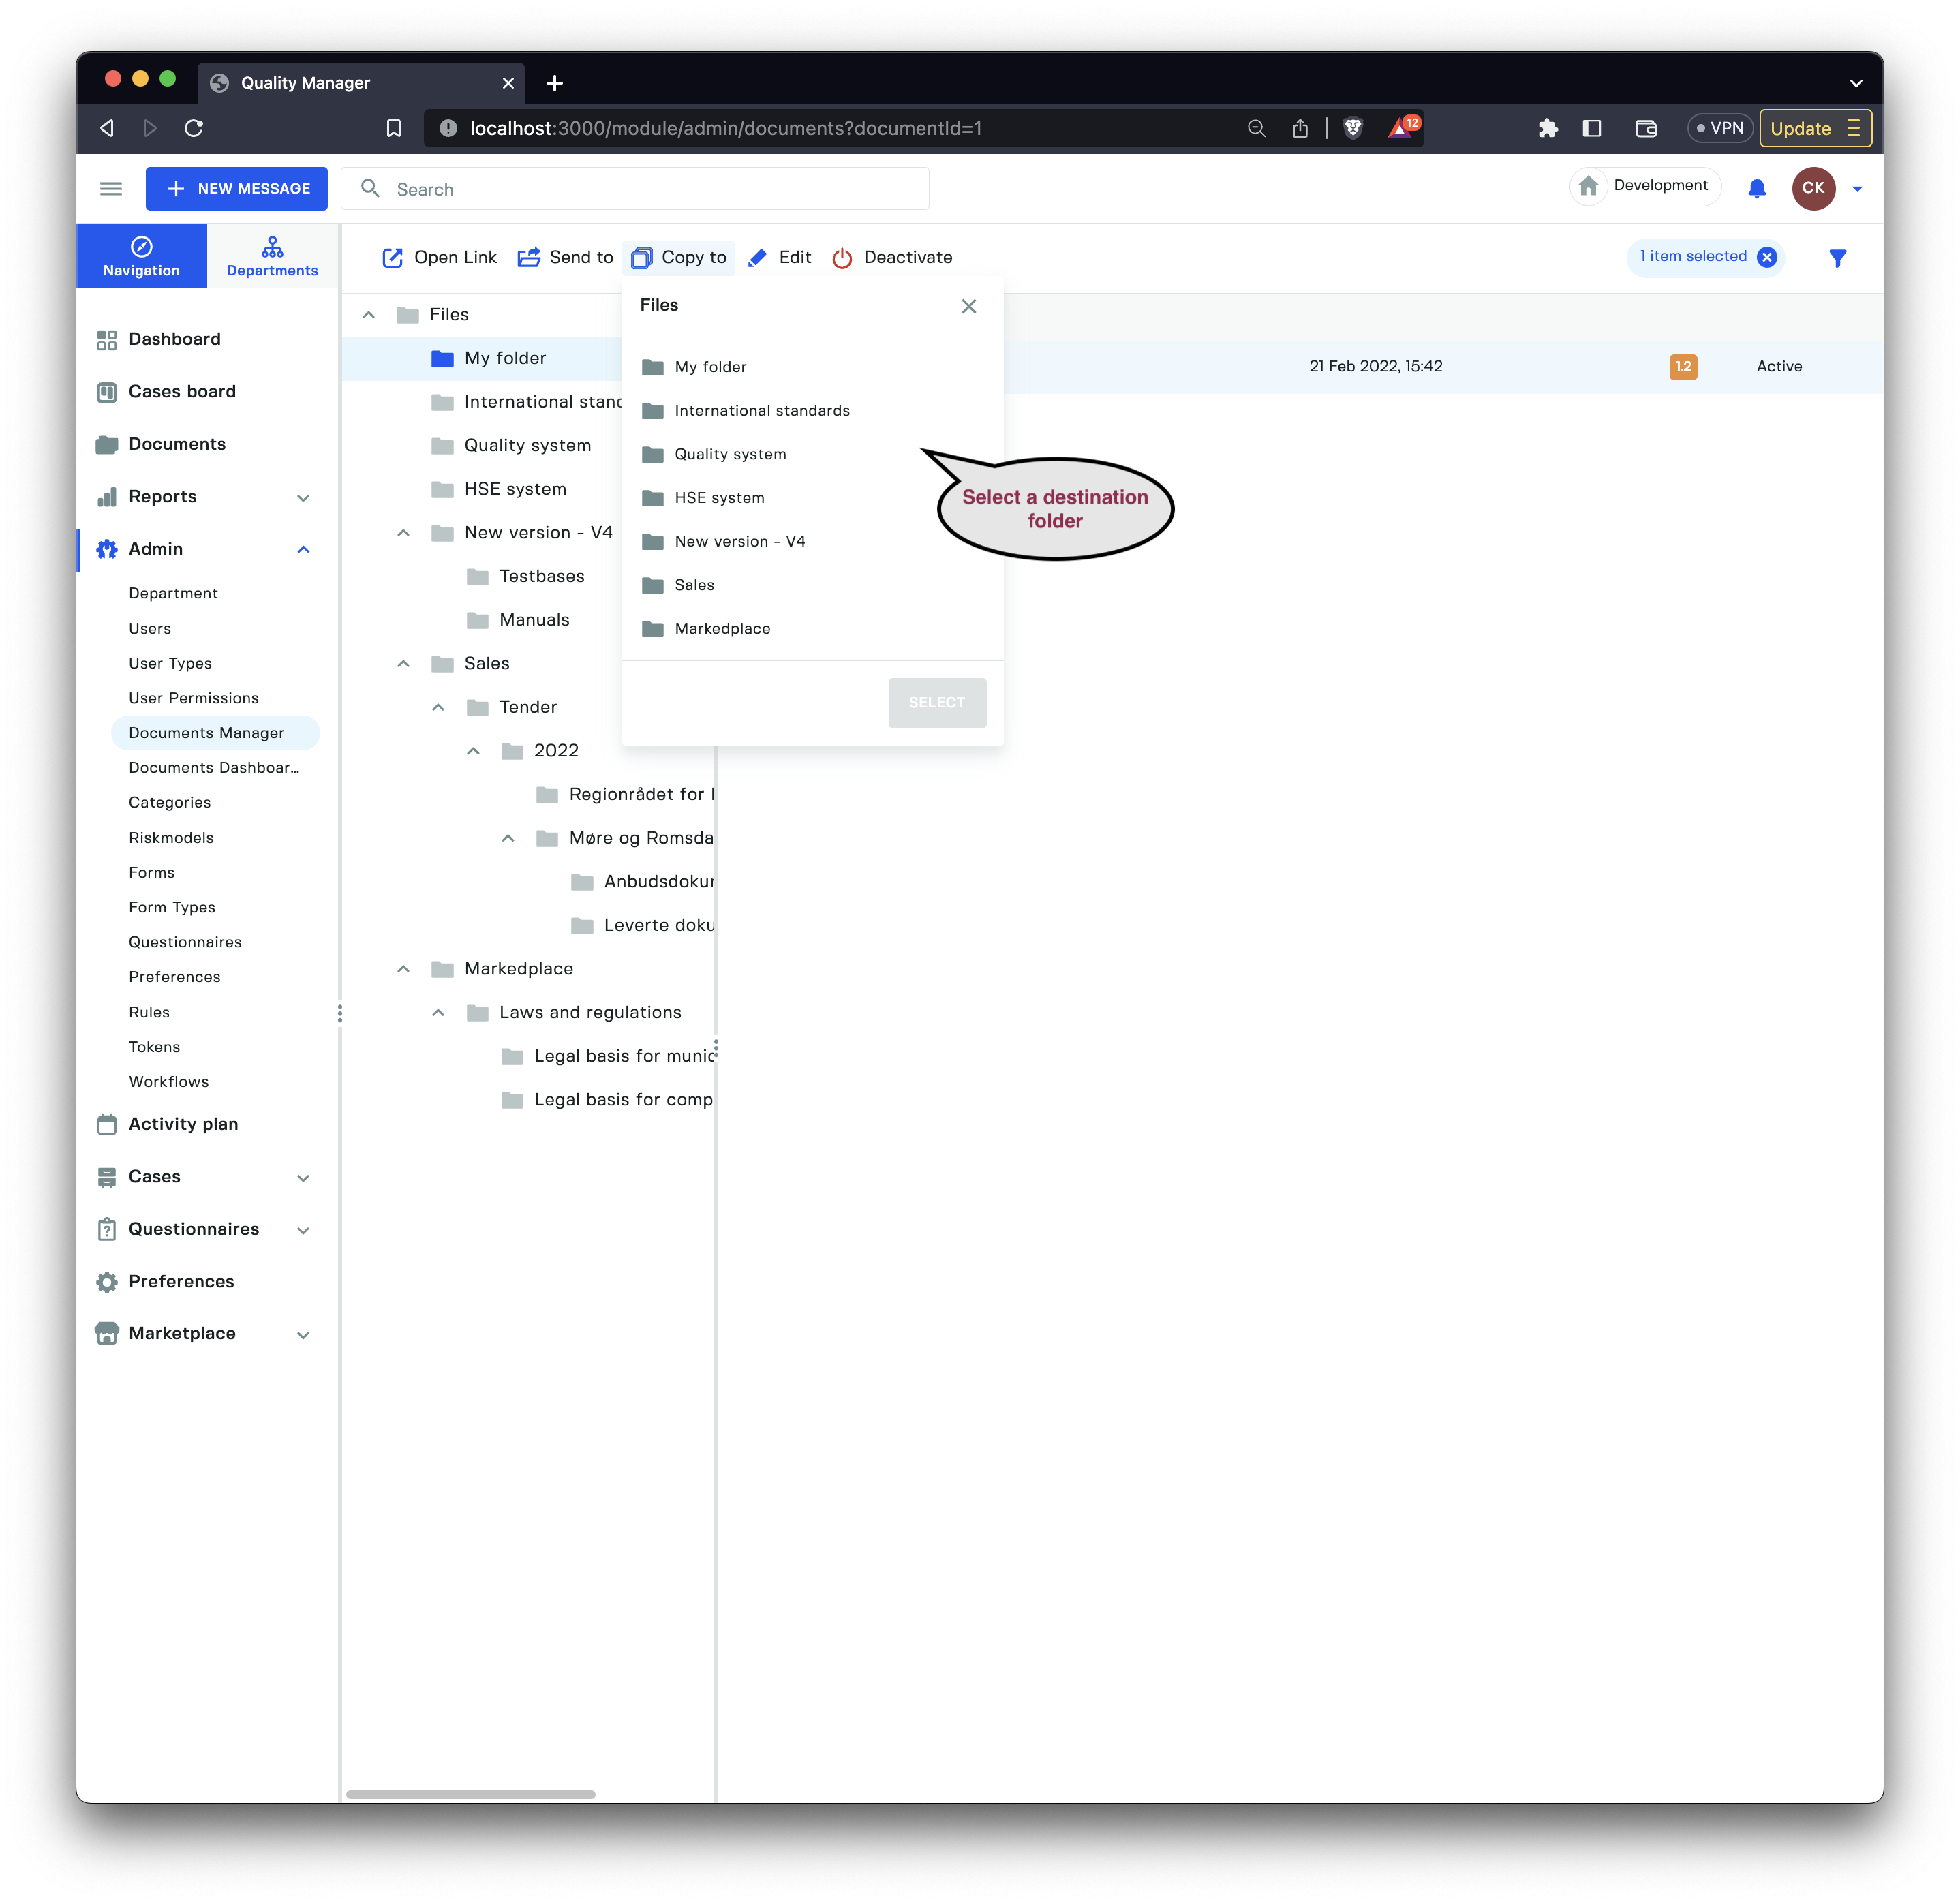 Quality Manager
localhost:3000/module/admin/documents?documentId=1
12
VPN
Update
NEW MESSAGE
Search
Development
CK
Navigation
Departments
Open Link
Send to
Copy to
Edit
Deactivate
1 item selected
Dashboard
Cases board
Documents
Reports
Admin
Department
Users
User Types
User Permissions
Documents Manager
Documents Dashboar...
Categories
Riskmodels
Forms
Form Types
Questionnaires
Preferences
Rules
Tokens
Workflows
Activity plan
Cases
Questionnaires
Preferences
Marketplace
Files
My folder
International stand
Quality system
HSE system
New version - V4
Testbases
Manuals
Sales
Tender
2022
Regionrådet for
Møre og Romsda
Anbudsdokur
Leverte doku
Markedplace
Laws and regulations
Legal basis for munic
Legal basis for comp
Files
My folder
International standards
Quality system
HSE system
New version - V4
Sales
Markedplace
SELECT
21 Feb 2022, 15:42
1.2
Active
Select a destination
folder